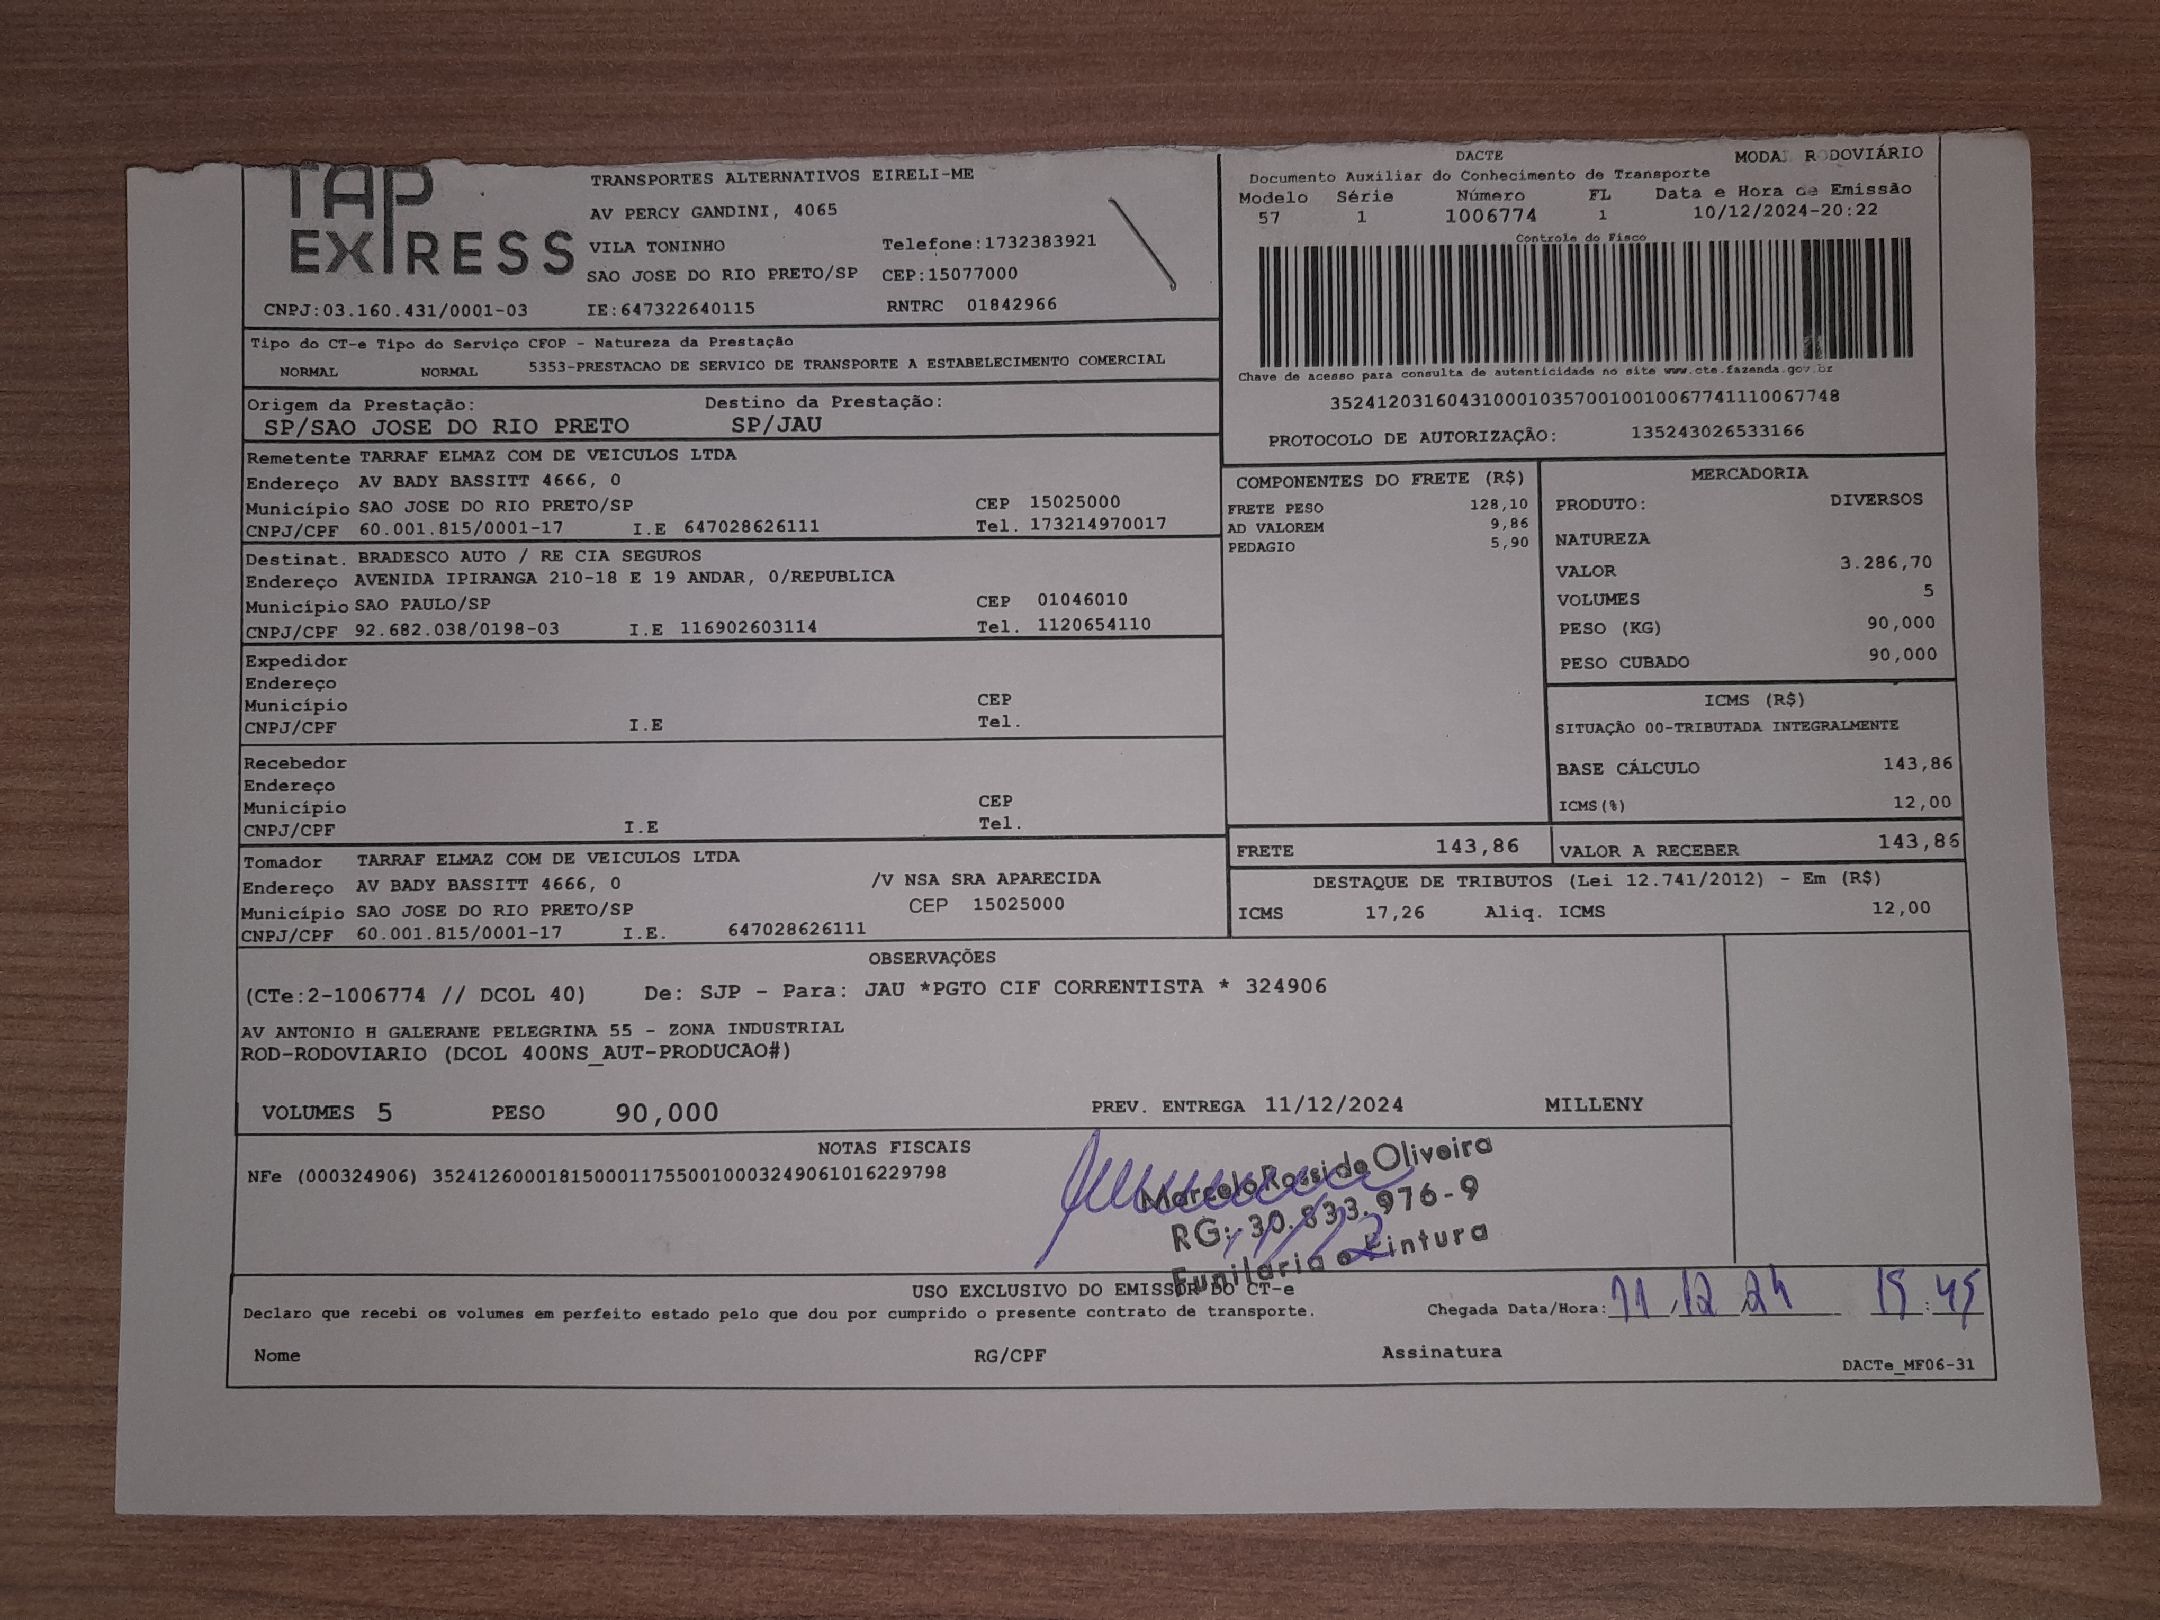 TAP EXPRESS
TRANSPORTES ALTERNATIVOS EIRELI-ME
AV PERCY GANDINI, 4065
VILA TONINHO Telefone:1732383921
SAO JOSE DO RIO PRETO/SP CEP:15077000
CNPJ:03.160.431/0001-03 IE:647322640115 RNTRC 01842966
DACTE MODAL RODOVIÁRIO
Documento Auxiliar do Conhecimento de Transporte
Modelo Série Número FL Data e Hora de Emissão
57 1 1006774 1 10/12/2024-20:22
Controle do Fisco
Chave de acesso para consulta de autenticidade no site www.cte.fazenda.gov.br
35241203160431000103570010010067741110067748
PROTOCOLO DE AUTORIZAÇÃO: 135243026533166
Tipo do CT-e Tipo do Serviço CFOP - Natureza da Prestação
NORMAL NORMAL 5353-PRESTACAO DE SERVICO DE TRANSPORTE A ESTABELECIMENTO COMERCIAL
Origem da Prestação: Destino da Prestação:
SP/SAO JOSE DO RIO PRETO SP/JAU
Remetente TARRAF ELMAZ COM DE VEICULOS LTDA
Endereço AV BADY BASSITT 4666, 0
Município SAO JOSE DO RIO PRETO/SP CEP 15025000
CNPJ/CPF 60.001.815/0001-17 I.E 647028626111 Tel. 173214970017
Destinat. BRADESCO AUTO / RE CIA SEGUROS
Endereço AVENIDA IPIRANGA 210-18 E 19 ANDAR, 0/REPUBLICA
Município SAO PAULO/SP CEP 01046010
CNPJ/CPF 92.682.038/0198-03 I.E 116902603114 Tel. 1120654110
Expedidor
Endereço
Município CEP
CNPJ/CPF I.E Tel.
Recebedor
Endereço
Município CEP
CNPJ/CPF I.E Tel.
Tomador TARRAF ELMAZ COM DE VEICULOS LTDA
Endereço AV BADY BASSITT 4666, 0 /V NSA SRA APARECIDA
Município SAO JOSE DO RIO PRETO/SP CEP 15025000
CNPJ/CPF 60.001.815/0001-17 I.E. 647028626111
COMPONENTES DO FRETE (R$)
FRETE PESO 128,10
AD VALOREM 9,86
PEDAGIO 5,90
MERCADORIA
PRODUTO: DIVERSOS
NATUREZA
VALOR 3.286,70
VOLUMES 5
PESO (KG) 90,000
PESO CUBADO 90,000
ICMS (R$)
SITUAÇÃO 00-TRIBUTADA INTEGRALMENTE
BASE CÁLCULO 143,86
ICMS(%) 12,00
FRETE 143,86 VALOR A RECEBER 143,86
DESTAQUE DE TRIBUTOS (Lei 12.741/2012) - Em (R$)
ICMS 17,26 Aliq. ICMS 12,00
OBSERVAÇÕES
(CTe:2-1006774 // DCOL 40) De: SJP - Para: JAU *PGTO CIF CORRENTISTA * 324906
AV ANTONIO H GALERANE PELEGRINA 55 - ZONA INDUSTRIAL
ROD-RODOVIARIO (DCOL 400NS_AUT-PRODUCAO#)
VOLUMES 5 PESO 90,000 PREV. ENTREGA 11/12/2024 MILLENY
NOTAS FISCAIS
NFe (000324906) 35241260001815000117550010003249061016229798
Marcelo Rossi de Oliveira
RG: 30.833.976-9
Funilaria e Pintura
11/12
USO EXCLUSIVO DO EMISSOR DO CT-e
Declaro que recebi os volumes em perfeito estado pelo que dou por cumprido o presente contrato de transporte. Chegada Data/Hora: 11 12 24 15:45
Nome RG/CPF Assinatura
DACTe_MF06-31